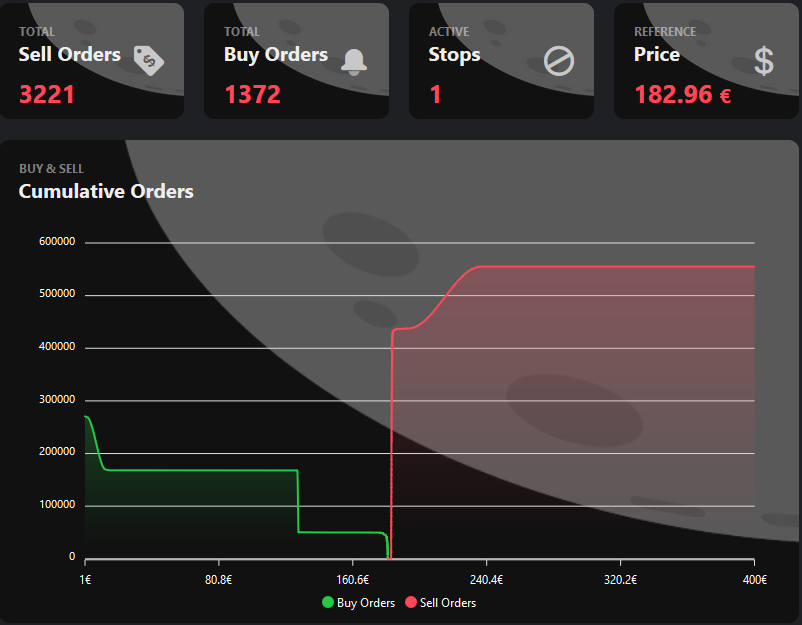 TOTAL
Sell Orders
3221
TOTAL
Buy Orders
1372
ACTIVE
Stops
1
REFERENCE
Price
182.96 €
$
BUY & SELL
Cumulative Orders
600000
500000
400000
300000
200000
100000
0
1€ 80.8€ 160.6€ 240.4€ 320.2€ 400€
Buy Orders Sell Orders